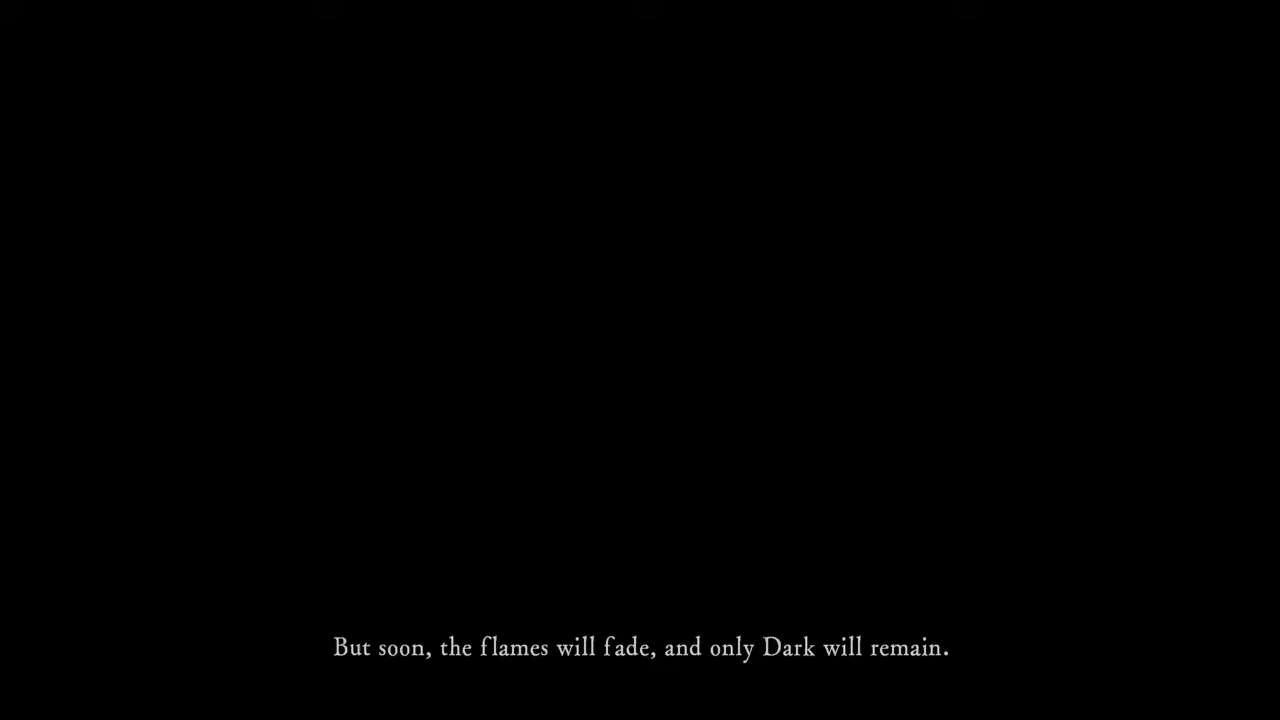 But soon, the flames will fade, and only Dark will remain.